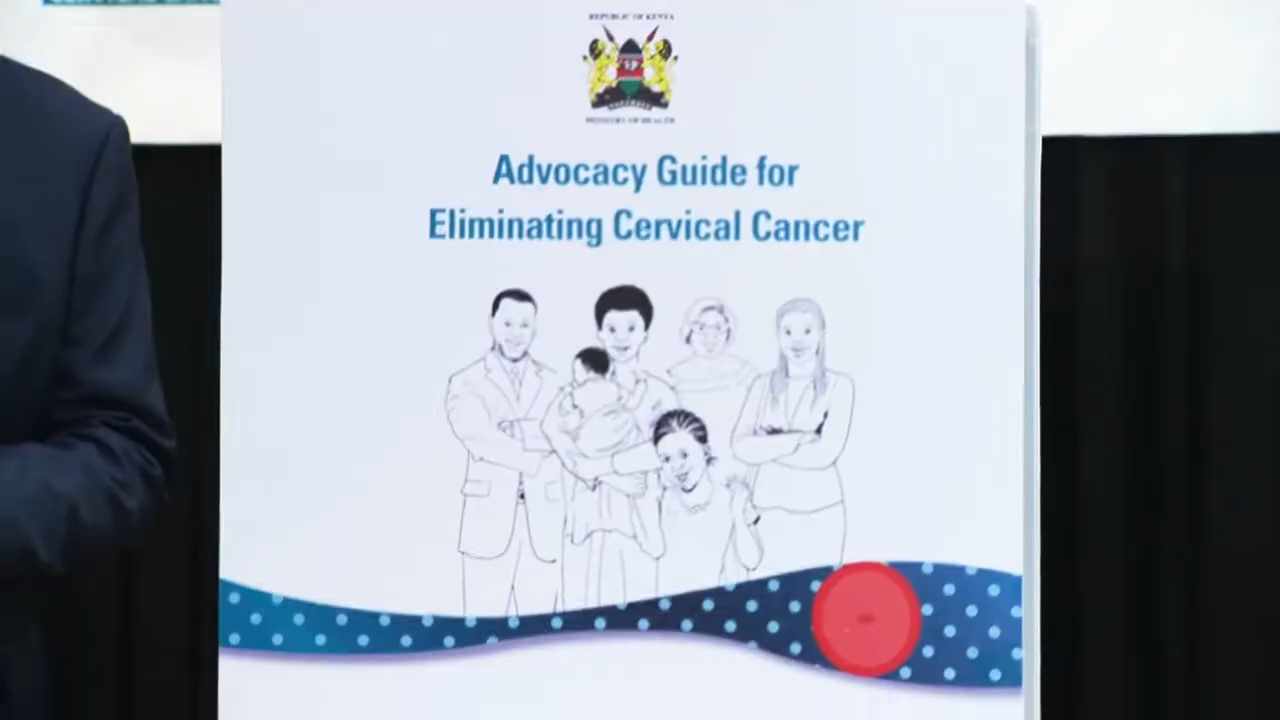 REPUBLIC OF KENYA
MINISTRY OF HEALTH
Advocacy Guide for
Eliminating Cervical Cancer